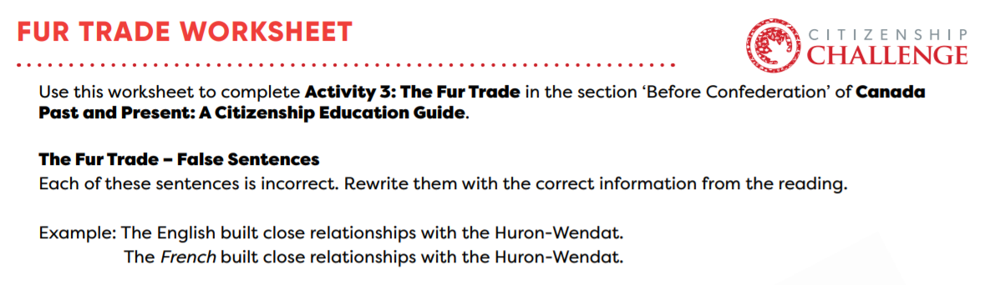 FUR TRADE WORKSHEET
CITIZENSHIP
CHALLENGE
Use this worksheet to complete Activity 3: The Fur Trade in the section ‘Before Confederation’ of Canada
Past and Present: A Citizenship Education Guide.
The Fur Trade – False Sentences
Each of these sentences is incorrect. Rewrite them with the correct information from the reading.
Example: The English built close relationships with the Huron-Wendat.
The French built close relationships with the Huron-Wendat.